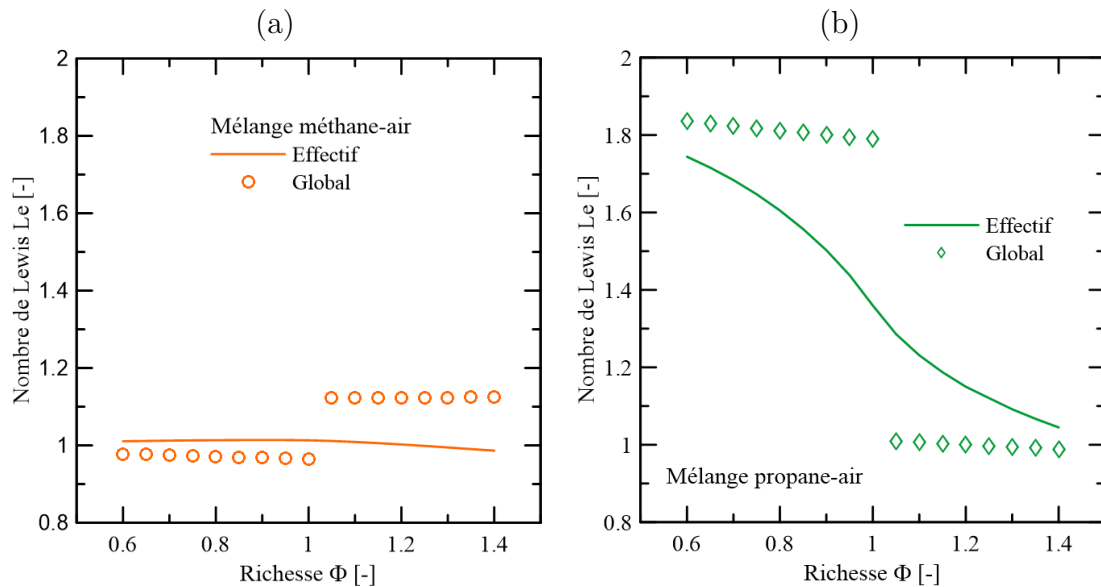 (a)
Nombre de Lewis Le [-]
2
1.8
1.6
1.4
1.2
1
0.8
Mélange méthane-air
Effectif
Global
0.6
0.8
1
1.2
1.4
Richesse Φ [-]
(b)
Nombre de Lewis Le [-]
2
1.8
1.6
1.4
1.2
1
0.8
Effectif
Global
Mélange propane-air
0.6
0.8
1
1.2
1.4
Richesse Φ [-]